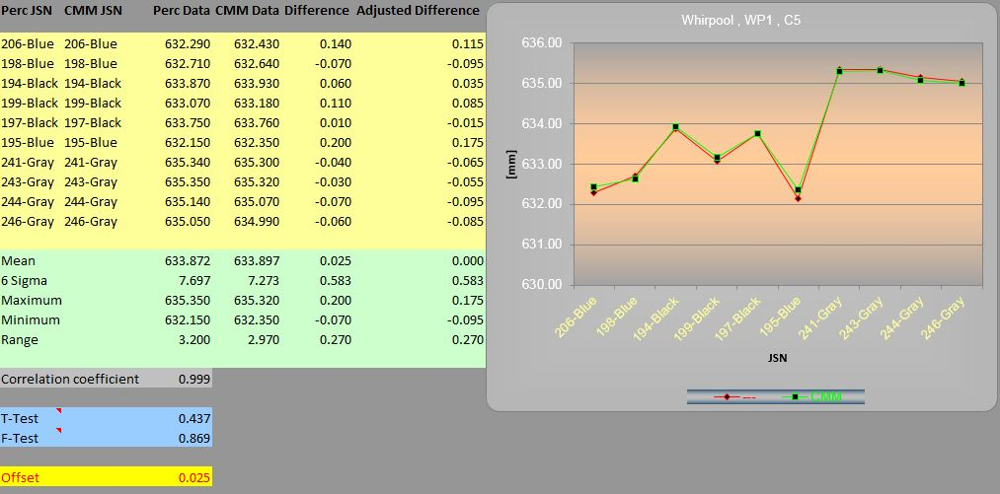 Perc JSN CMM JSN Perc Data CMM Data Difference Adjusted Difference
206-Blue 206-Blue 632.290 632.430 0.140 0.115
198-Blue 198-Blue 632.710 632.640 -0.070 -0.095
194-Black 194-Black 633.870 633.930 0.060 0.035
199-Black 199-Black 633.070 633.180 0.110 0.085
197-Black 197-Black 633.750 633.760 0.010 -0.015
195-Blue 195-Blue 632.150 632.350 0.200 0.175
241-Gray 241-Gray 635.340 635.300 -0.040 -0.065
243-Gray 243-Gray 635.350 635.320 -0.030 -0.055
244-Gray 244-Gray 635.140 635.070 -0.070 -0.095
246-Gray 246-Gray 635.050 634.990 -0.060 -0.085
Mean 633.872 633.897 0.025 0.000
6 Sigma 7.697 7.273 0.583 0.583
Maximum 635.350 635.320 0.200 0.175
Minimum 632.150 632.350 -0.070 -0.095
Range 3.200 2.970 0.270 0.270
Correlation coefficient 0.999
T-Test 0.437
F-Test 0.869
Offset 0.025
Whirpool , WP1 , C5
636.00
635.00
634.00
633.00
632.00
631.00
630.00
[mm]
206-Blue 198-Blue 194-Black 199-Black 197-Black 195-Blue 241-Gray 243-Gray 244-Gray 246-Gray
JSN
--- CMM